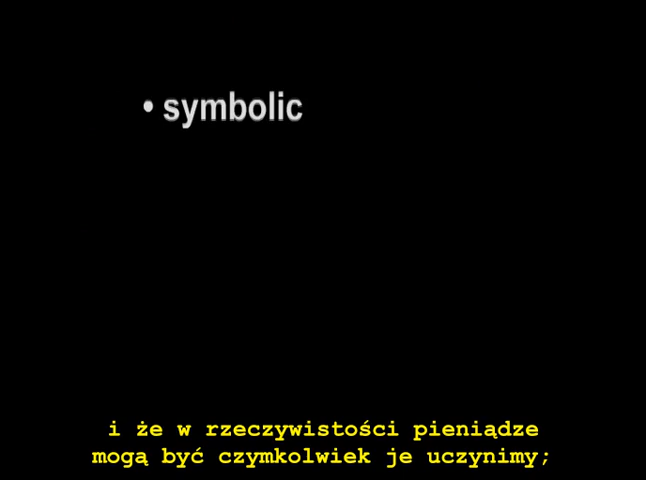 • symbolic
i że w rzeczywistości pieniądze
mogą być czymkolwiek je uczynimy;